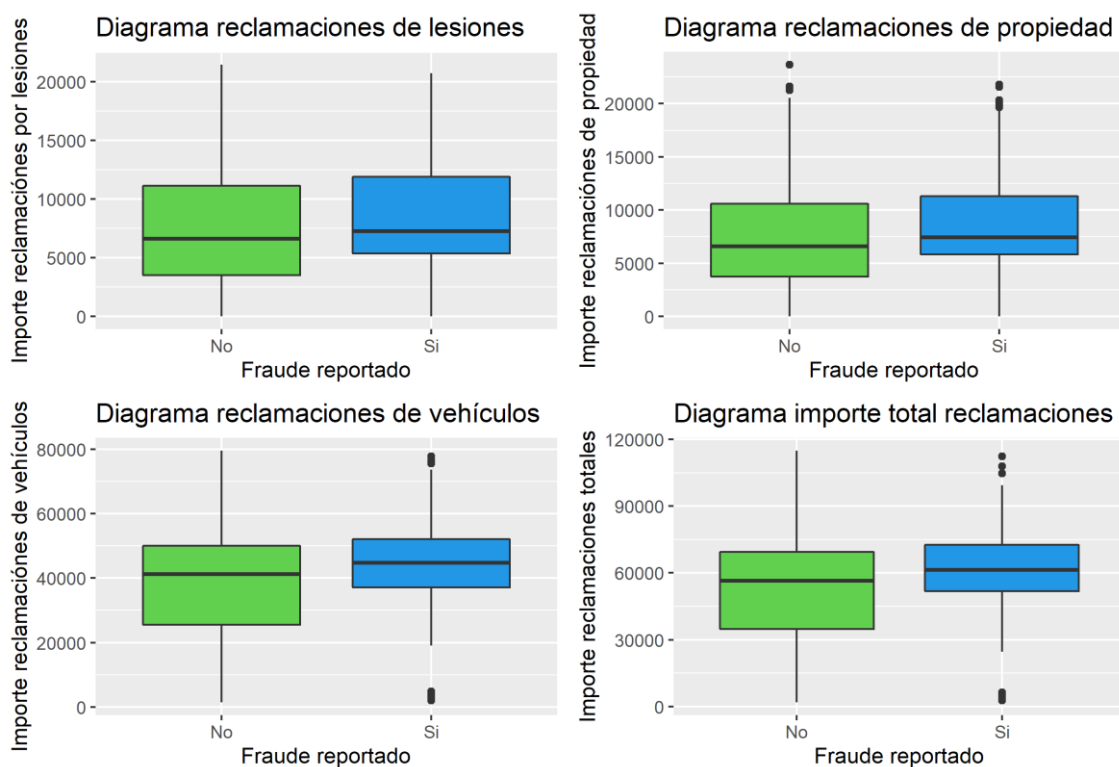 Diagrama reclamaciones de lesiones
Importe reclamaciónes por lesiones
20000
15000
10000
5000
0
No
Si
Fraude reportado
Diagrama reclamaciones de propiedad
Importe reclamaciónes de propiedad
20000
15000
10000
5000
0
No
Si
Fraude reportado
Diagrama reclamaciones de vehículos
Importe reclamaciónes de vehículos
80000
60000
40000
20000
0
No
Si
Fraude reportado
Diagrama importe total reclamaciones
Importe reclamaciones totales
120000
90000
60000
30000
0
No
Si
Fraude reportado